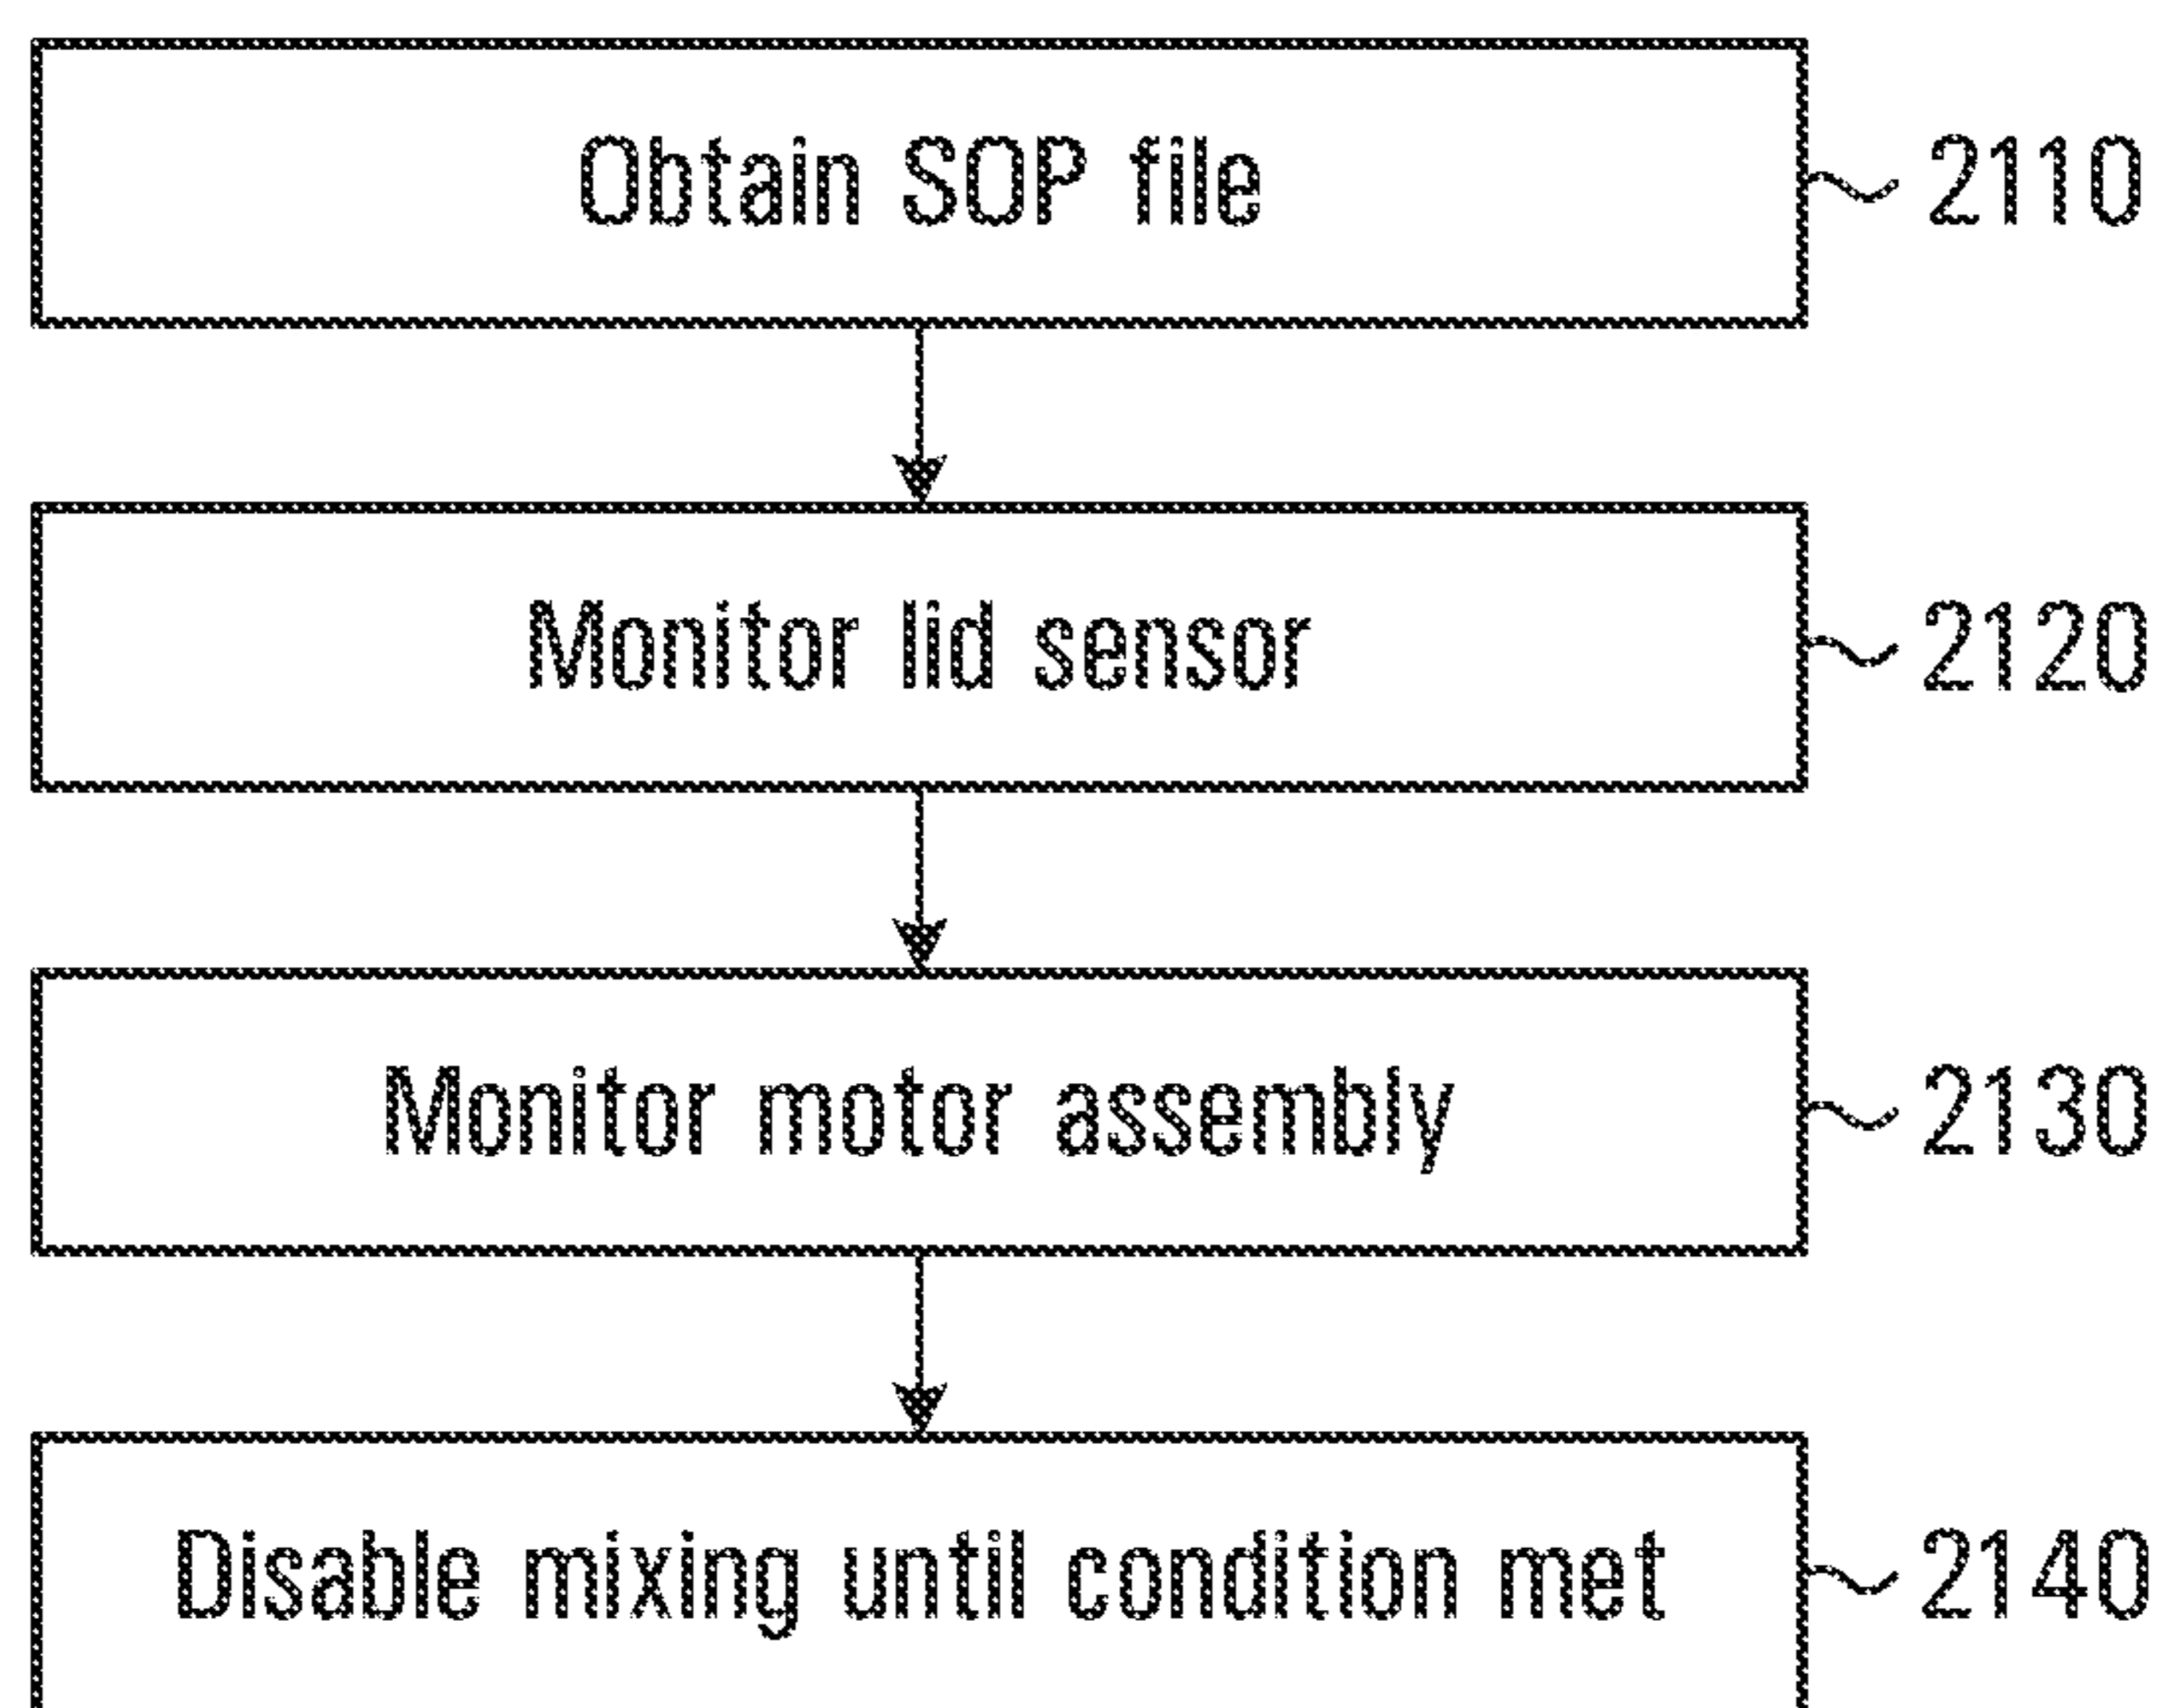 Obtain SOP file 2110
Monitor lid sensor 2120
Monitor motor assembly 2130
Disable mixing until condition met 2140